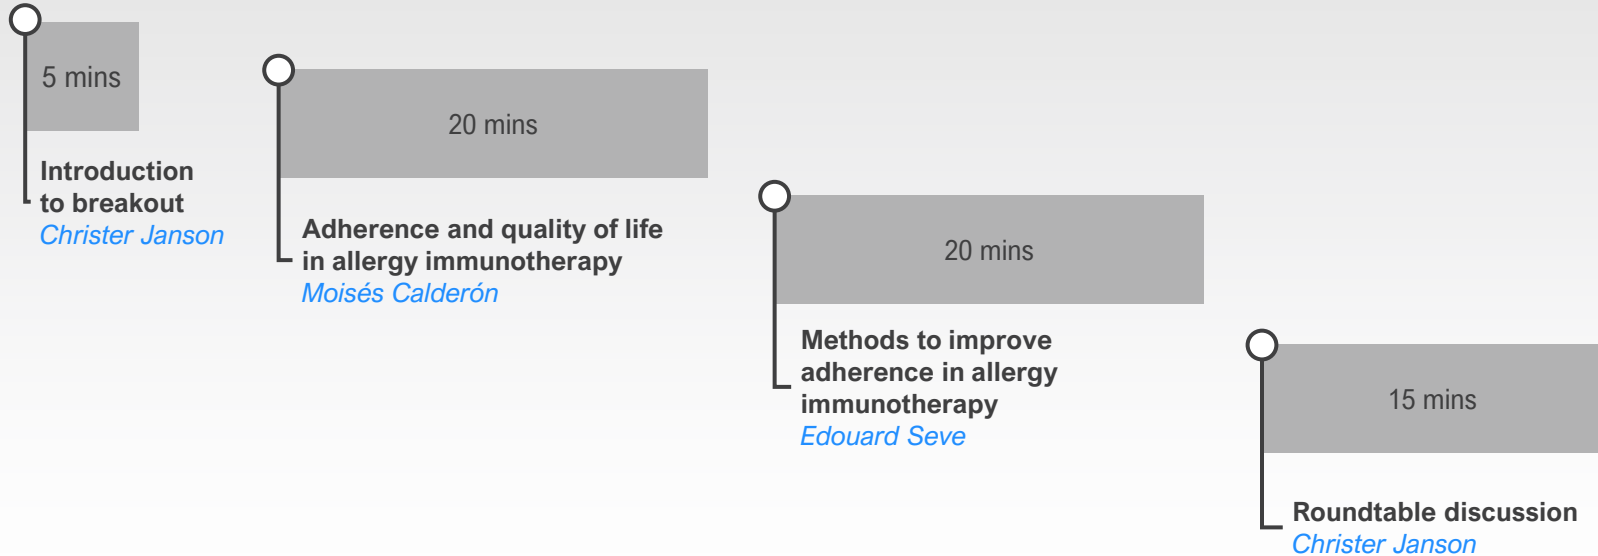 5 mins
Introduction
to breakout
Christer Janson
20 mins
Adherence and quality of life
in allergy immunotherapy
Moisés Calderón
20 mins
Methods to improve
adherence in allergy
immunotherapy
Edouard Seve
15 mins
Roundtable discussion
Christer Janson